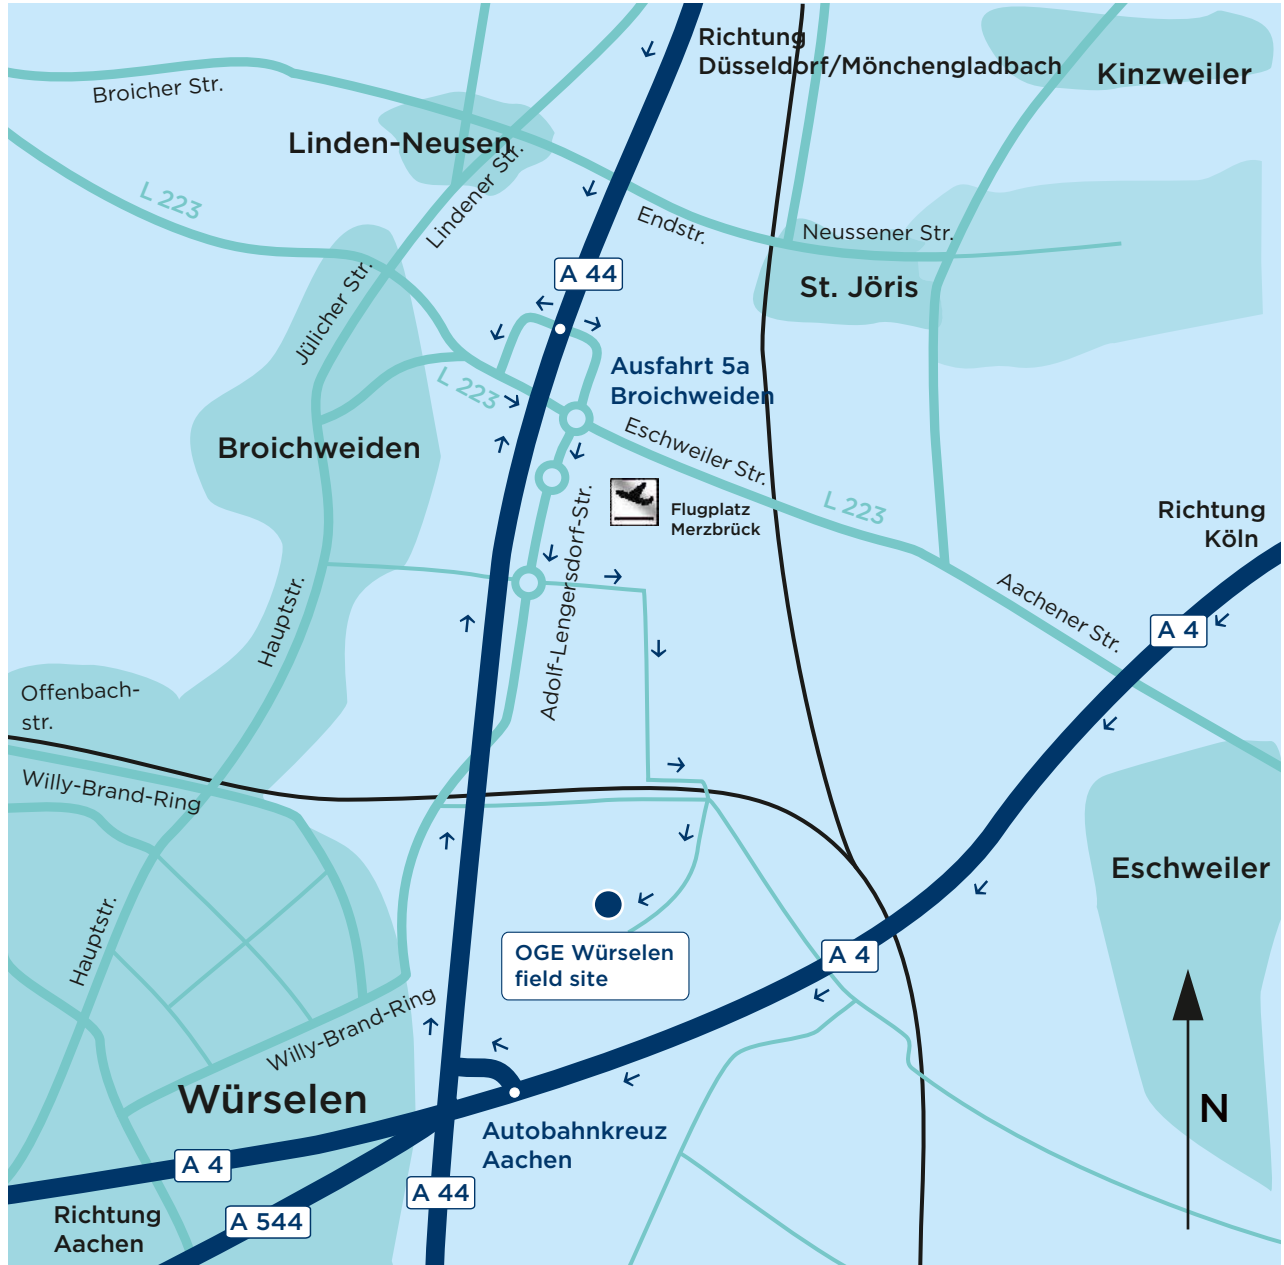 Richtung
Düsseldorf/Mönchengladbach
Kinzweiler
Broicher Str.
Linden-Neusen
L 223
Lindener Str.
Endstr.
Neussener Str.
A 44
St. Jöris
Jülicher Str.
Ausfahrt 5a
Broichweiden
L 223
Eschweiler Str.
Broichweiden
L 223
Flugplatz
Merzbrück
Richtung
Köln
Adolf-Lengersdorf-Str.
Hauptstr.
Aachener Str.
A 4
Offenbach-
str.
Willy-Brand-Ring
Eschweiler
Hauptstr.
OGE Würselen
field site
A 4
Willy-Brand-Ring
Würselen
N
Autobahnkreuz
Aachen
A 4
A 44
Richtung
Aachen
A 544